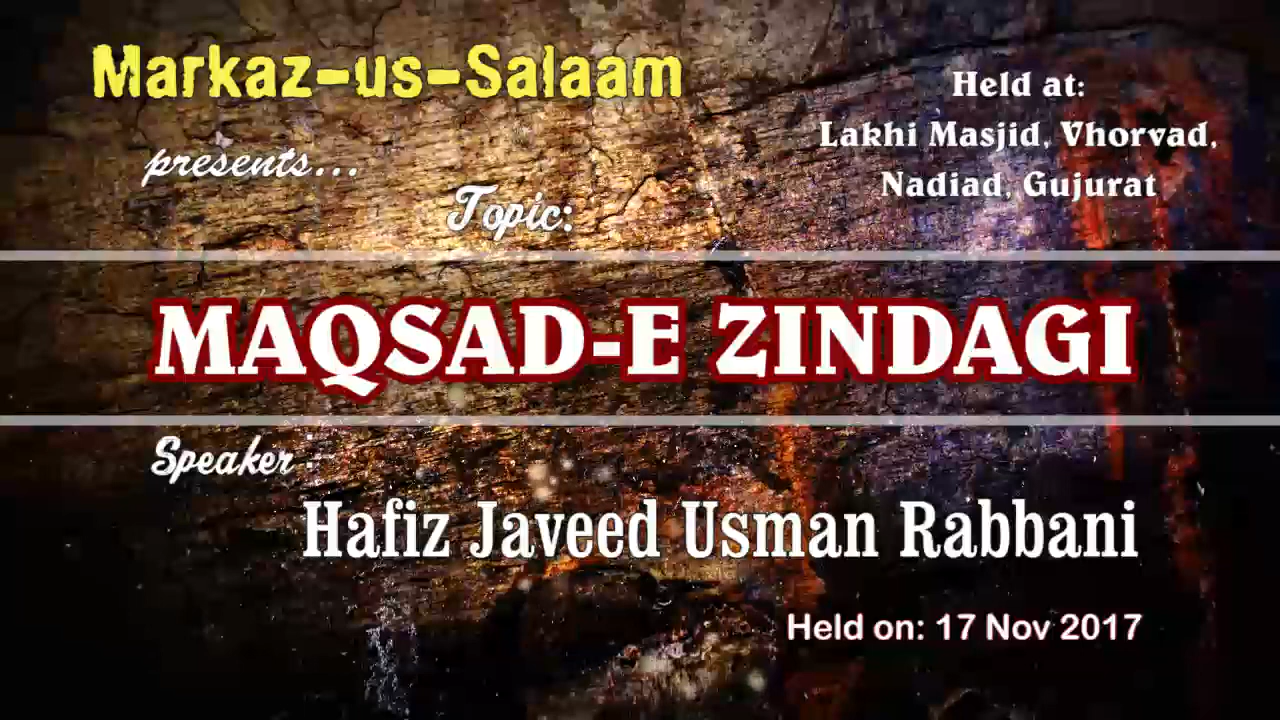 Markaz-us-Salaam
presents...
Held at:
Lakhi Masjid, Vhorvad,
Nadiad, Gujurat
Topic:
MAQSAD-E ZINDAGI
Speaker :
Hafiz Javeed Usman Rabbani
Held on: 17 Nov 2017